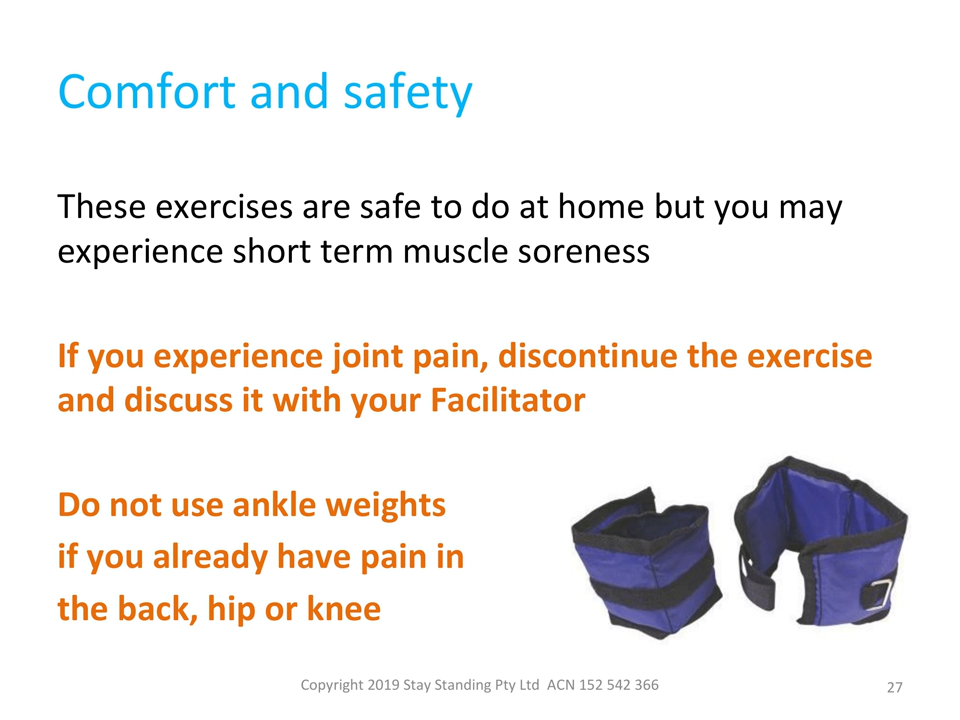 Comfort and safety
These exercises are safe to do at home but you may
experience short term muscle soreness
If you experience joint pain, discontinue the exercise
and discuss it with your Facilitator
Do not use ankle weights
if you already have pain in
the back, hip or knee
Copyright 2019 Stay Standing Pty Ltd  ACN 152 542 366
27